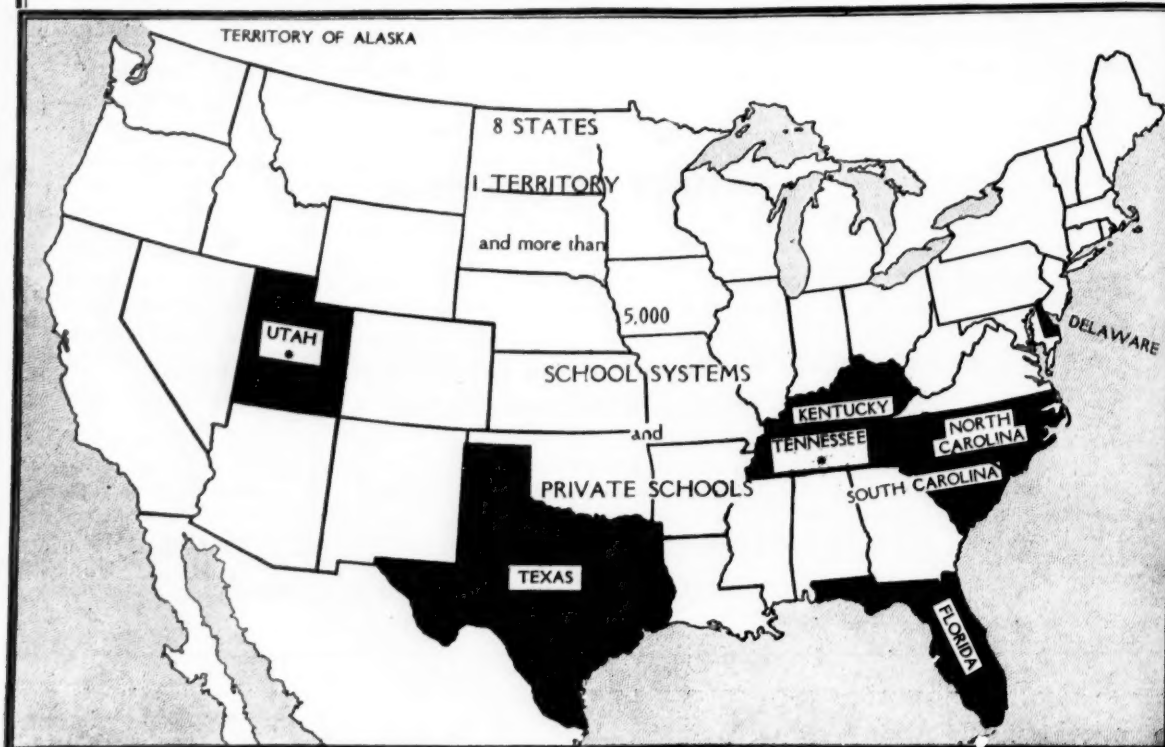 TERRITORY OF ALASKA
8 STATES
1 TERRITORY
and more than
5,000
SCHOOL SYSTEMS
and
PRIVATE SCHOOLS
UTAH
DELAWARE
KENTUCKY
TENNESSEE
NORTH
CAROLINA
SOUTH CAROLINA
TEXAS
FLORIDA